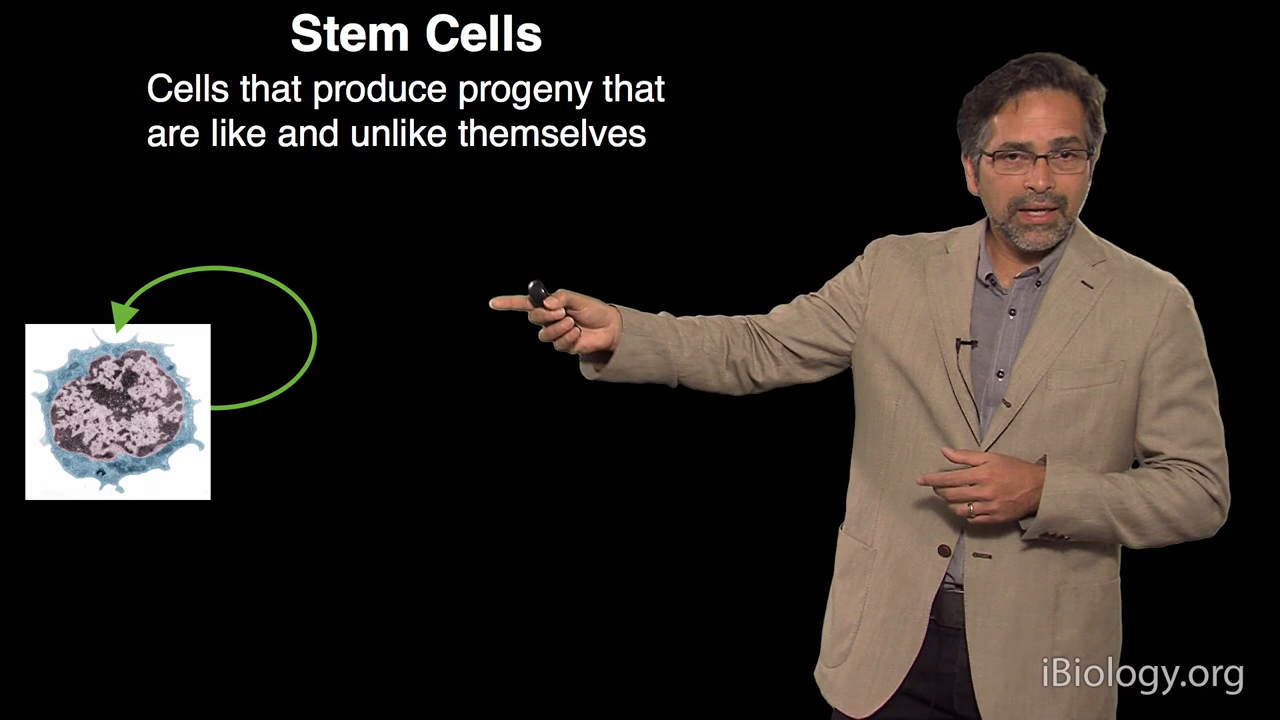 Stem Cells
Cells that produce progeny that
are like and unlike themselves
iBiology.org